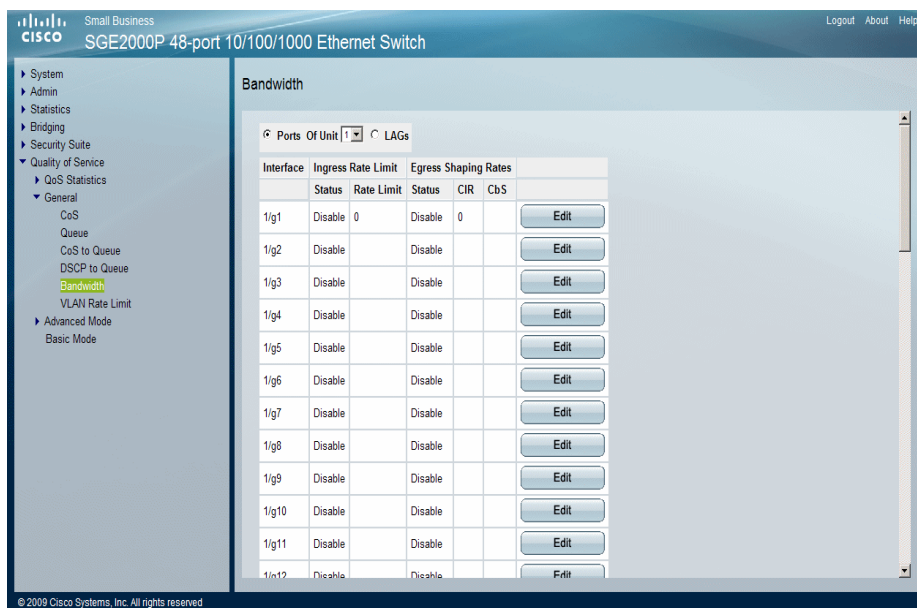 Small Business
CISCO
SGE2000P 48-port 10/100/1000 Ethernet Switch
Logout About Help
System
Admin
Statistics
Bridging
Security Suite
Quality of Service
QoS Statistics
General
CoS
Queue
CoS to Queue
DSCP to Queue
Bandwidth
VLAN Rate Limit
Advanced Mode
Basic Mode
Bandwidth
Ports Of Unit 1 LAGs
Interface Ingress Rate Limit Egress Shaping Rates
Status Rate Limit Status CIR CbS
1/g1 Disable 0 Disable 0 Edit
1/g2 Disable Disable Edit
1/g3 Disable Disable Edit
1/g4 Disable Disable Edit
1/g5 Disable Disable Edit
1/g6 Disable Disable Edit
1/g7 Disable Disable Edit
1/g8 Disable Disable Edit
1/g9 Disable Disable Edit
1/g10 Disable Disable Edit
1/g11 Disable Disable Edit
1/g12 Disable Disable Edit
© 2009 Cisco Systems, Inc. All rights reserved